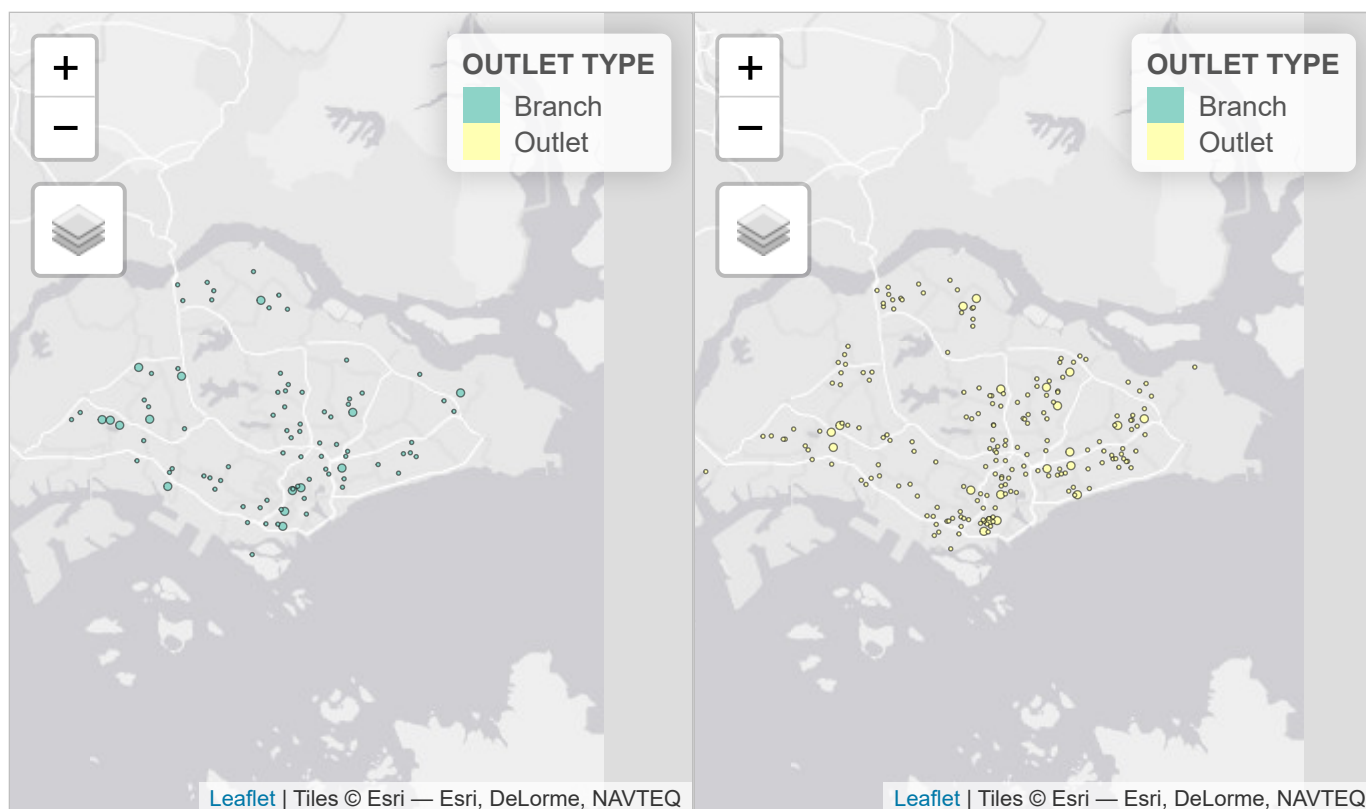 +
−
OUTLET TYPE
Branch
Outlet
Leaflet | Tiles © Esri — Esri, DeLorme, NAVTEQ
+
−
OUTLET TYPE
Branch
Outlet
Leaflet | Tiles © Esri — Esri, DeLorme, NAVTEQ